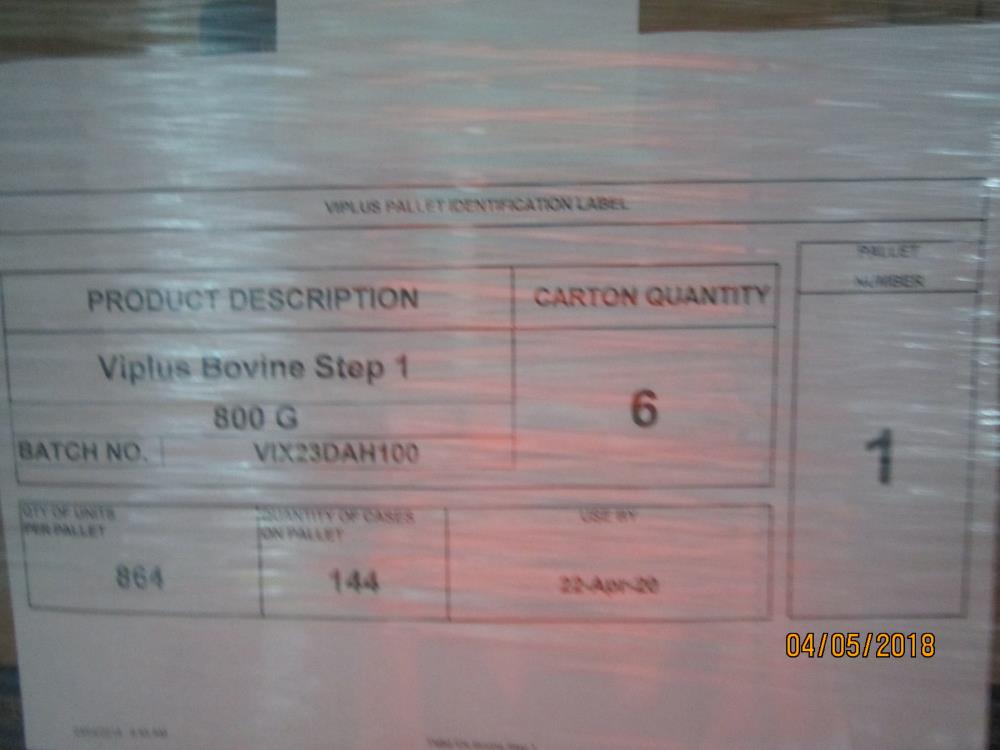 VIPLUS PALLET IDENTIFICATION LABEL
PALLET
NUMBER
PRODUCT DESCRIPTION
CARTON QUANTITY
Viplus Bovine Step 1
800 G
6
BATCH NO.
VIX23DAH100
1
QTY OF UNITS
PER PALLET
QUANTITY OF CASES
ON PALLET
USE BY
864
144
22-Apr-20
04/05/2018